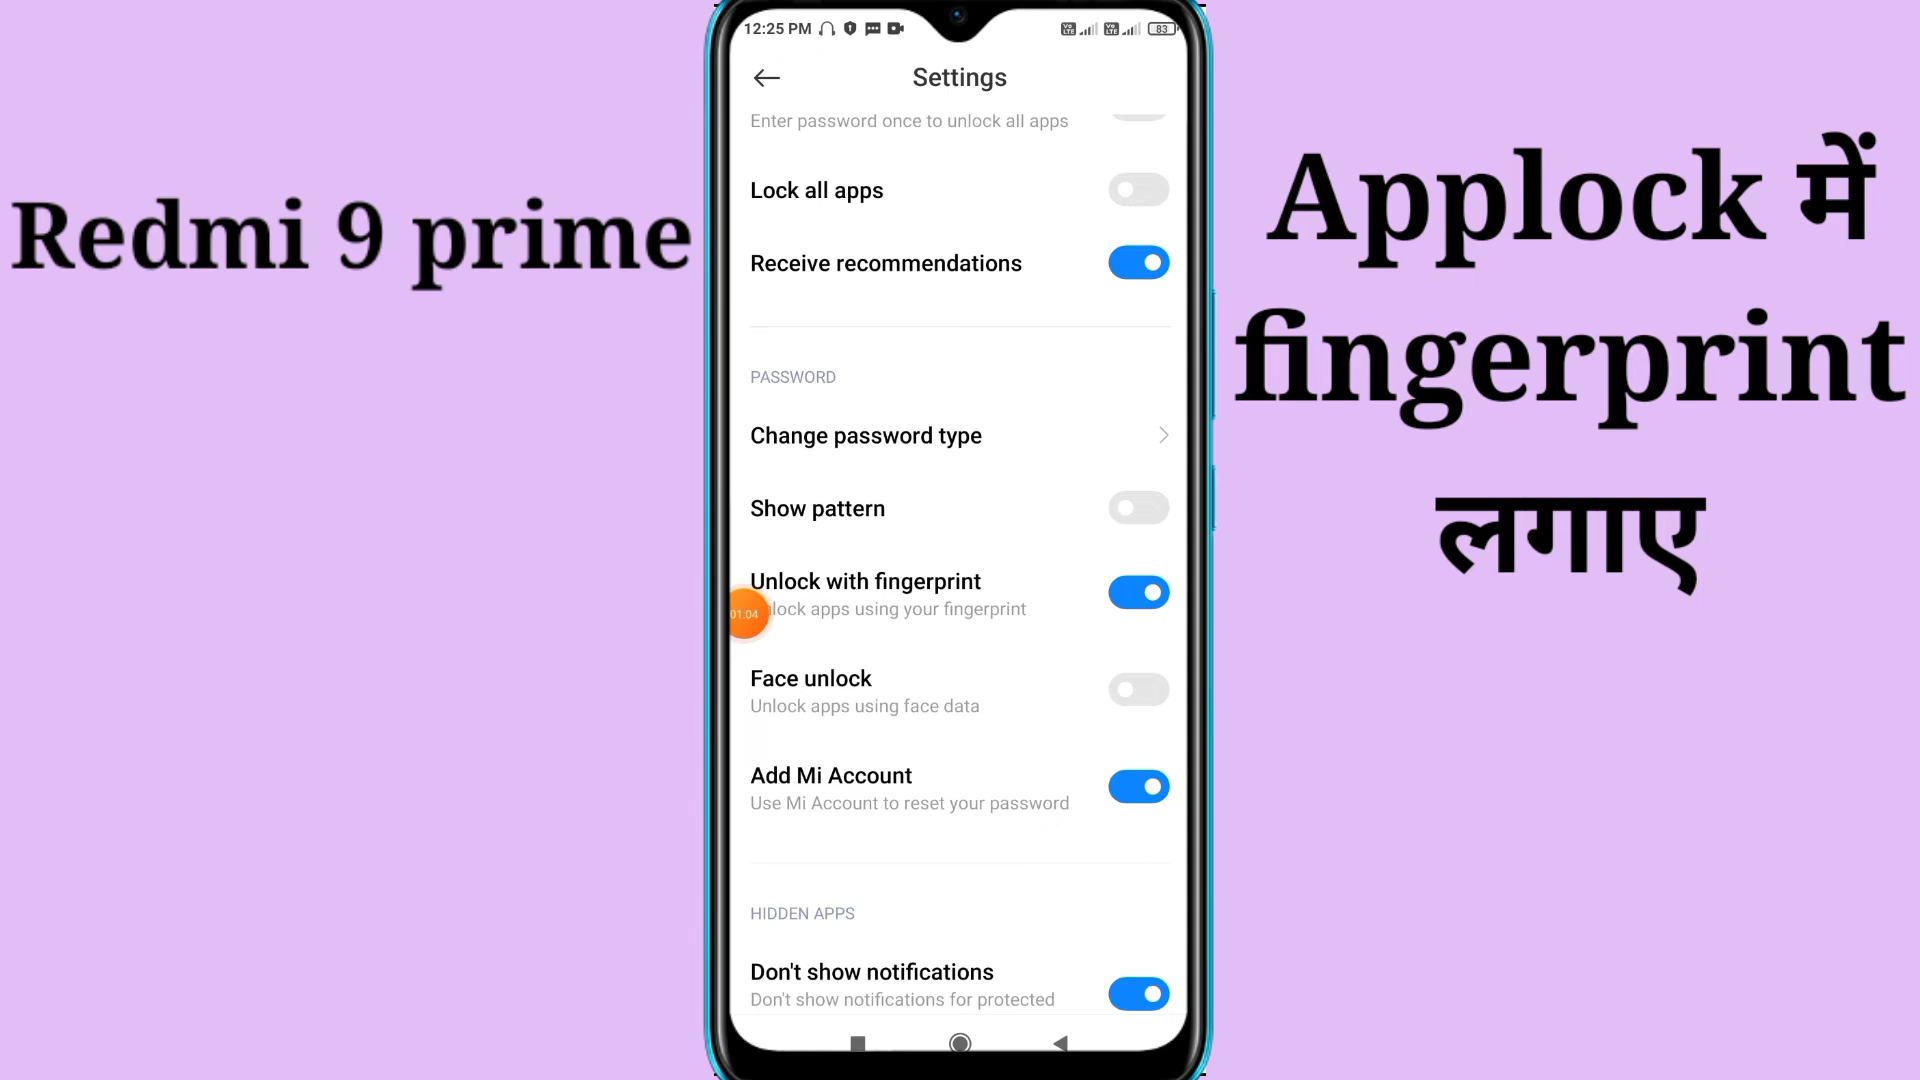 Redmi 9 prime
12:25 PM
83
Settings
Enter password once to unlock all apps
Lock all apps
Receive recommendations
PASSWORD
Change password type
Show pattern
Unlock with fingerprint
lock apps using your fingerprint
01:04
Face unlock
Unlock apps using face data
Add Mi Account
Use Mi Account to reset your password
HIDDEN APPS
Don't show notifications
Don't show notifications for protected
Applock में
fingerprint
लगाए